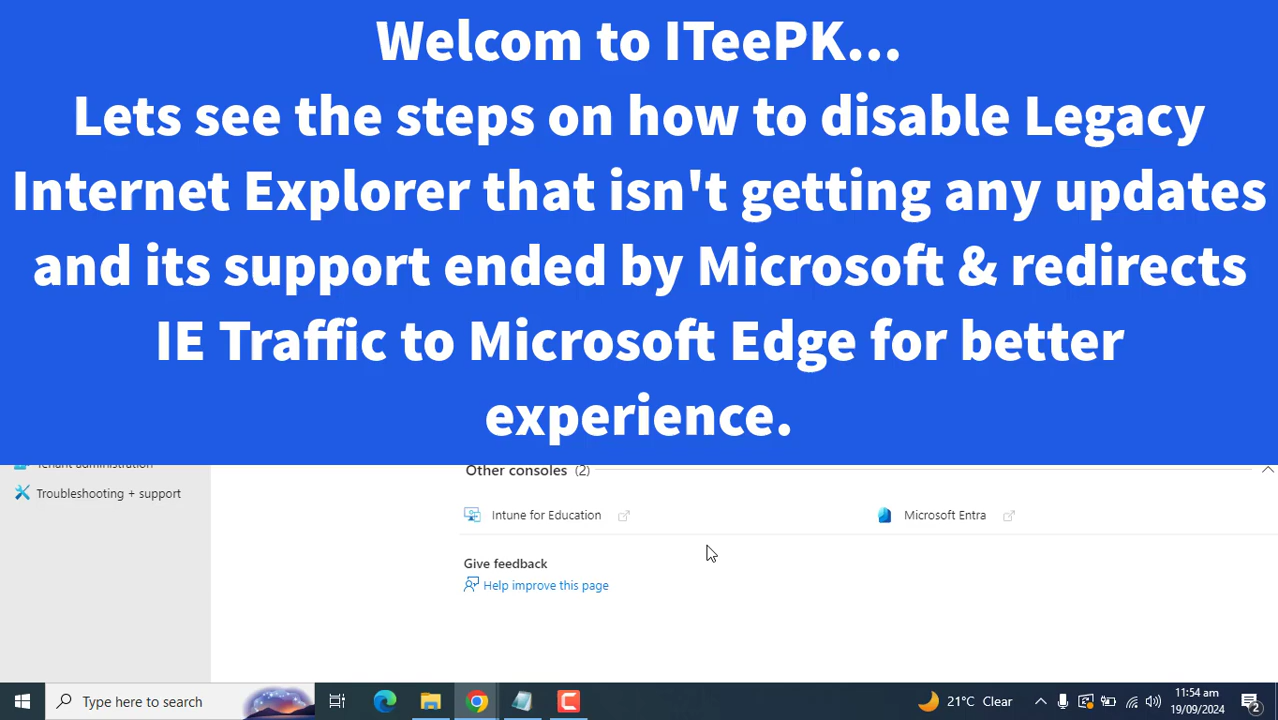 Welcom to ITeePK...
Lets see the steps on how to disable Legacy
Internet Explorer that isn't getting any updates
and its support ended by Microsoft & redirects
IE Traffic to Microsoft Edge for better
experience.
Tenant administration
Other consoles (2)
Troubleshooting + support
Intune for Education
Microsoft Entra
Give feedback
Help improve this page
Type here to search
21°C Clear
11:54 am
19/09/2024
2